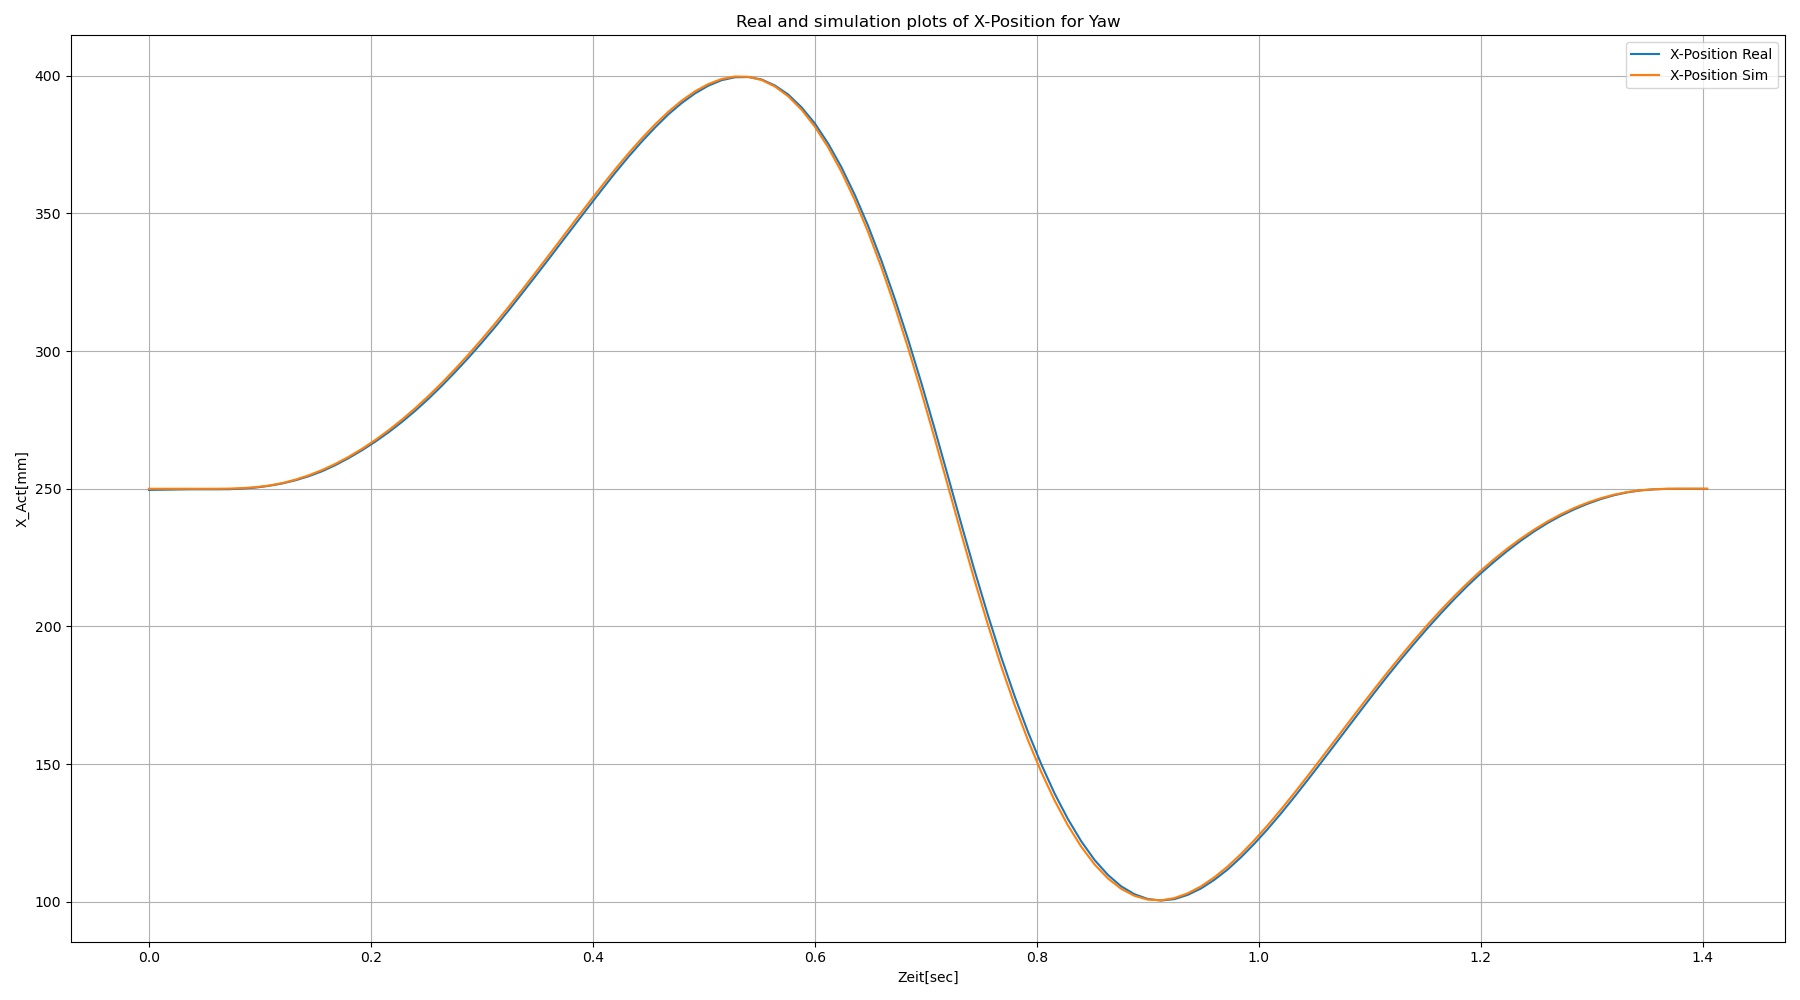 Real and simulation plots of X-Position for Yaw
X-Position Real
X-Position Sim
400
350
300
250
200
150
100
X_Act[mm]
0.0 0.2 0.4 0.6 0.8 1.0 1.2 1.4
Zeit[sec]